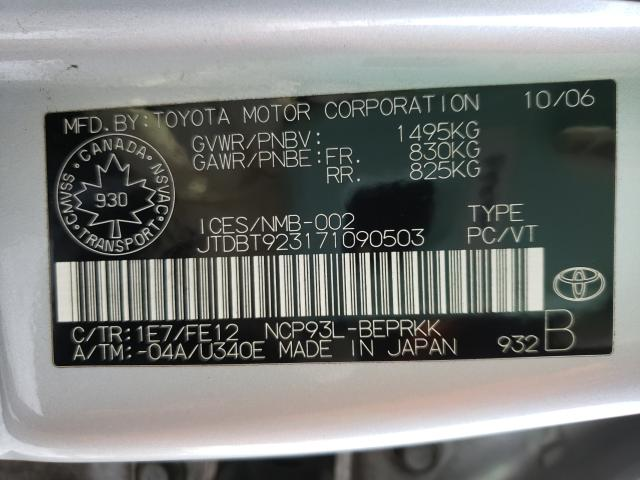 MFD. BY: TOYOTA MOTOR CORPORATION 10/06
GVWR/PNBV: 1495KG
GAWR/PNBE: FR. 830KG
RR. 825KG
CANADA
CMVSS NSVAC
930
TRANSPORT
ICES/NMB-002 TYPE
JTDBT923171090503 PC/VT
C/TR: 1E7/FE12 NCP93L-BEPRKK
A/TM: -04A/U340E MADE IN JAPAN 932 B